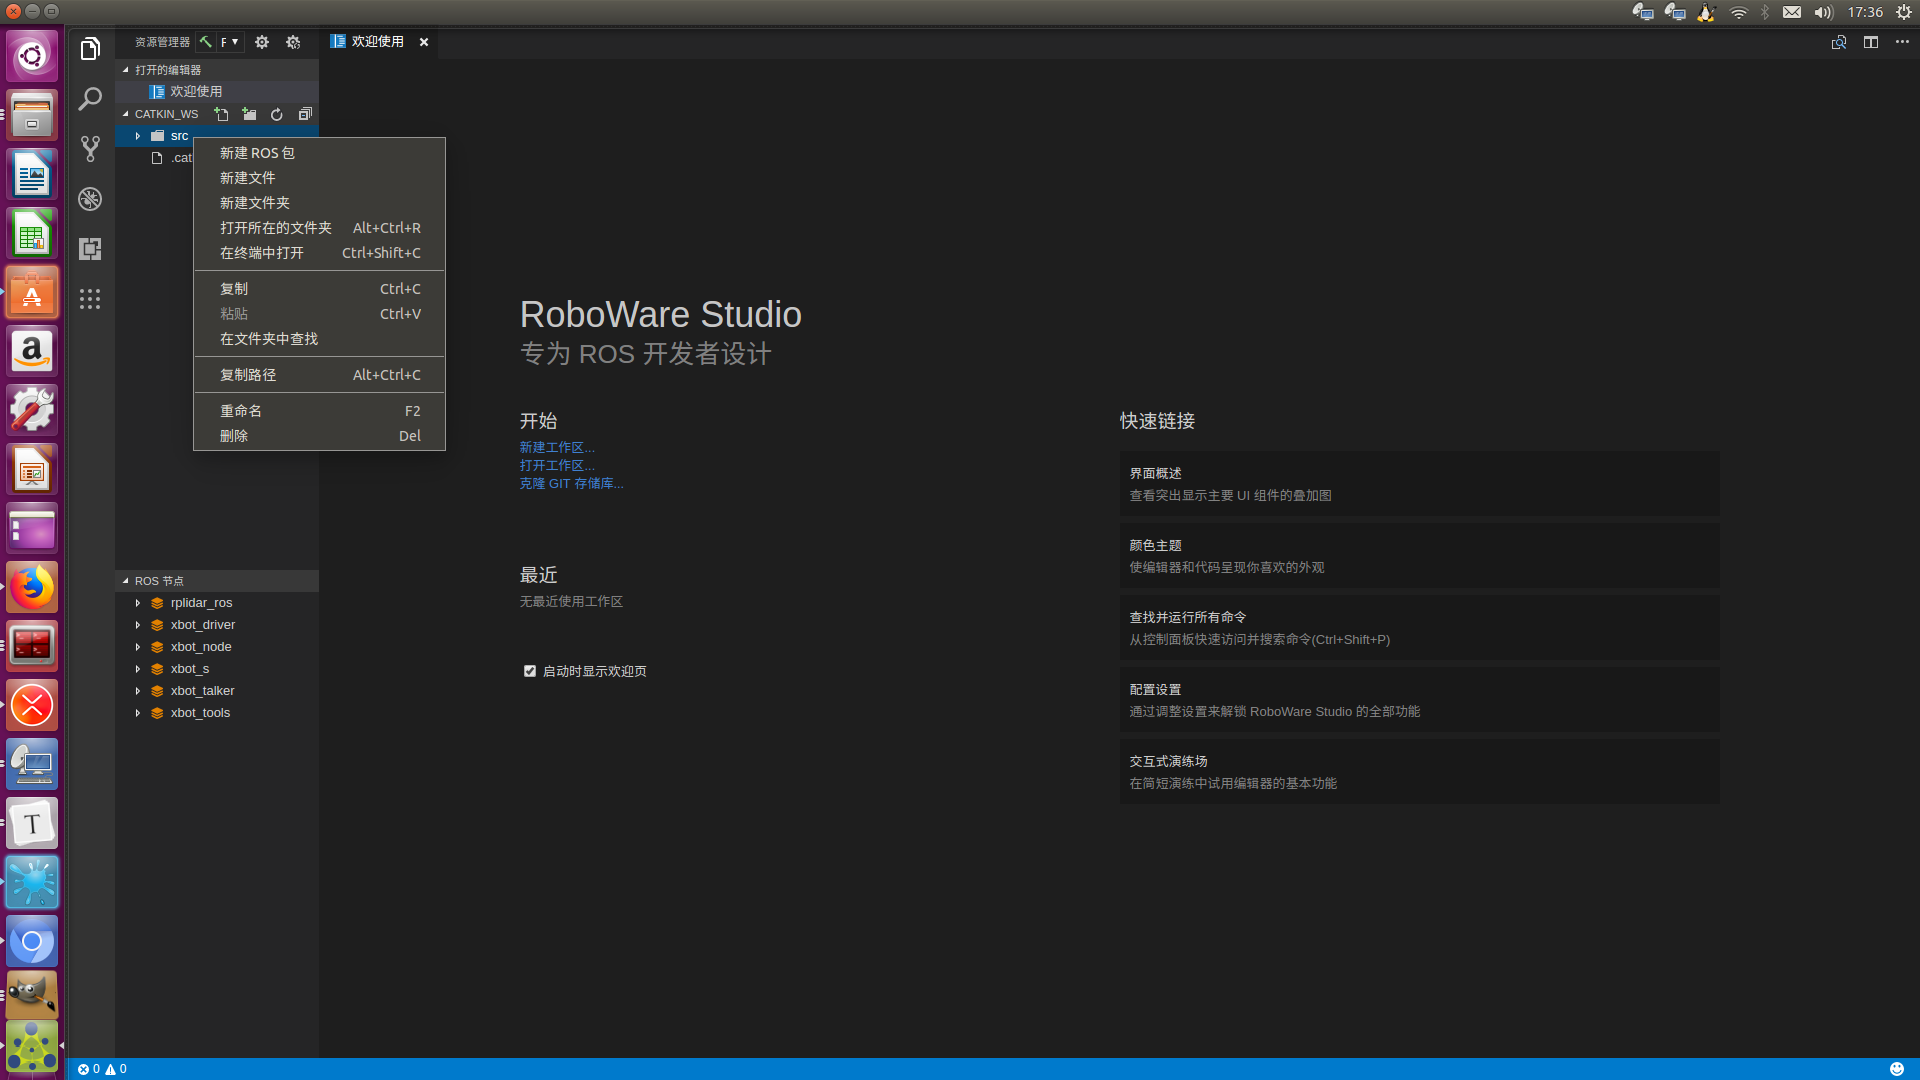 17:36
资源管理器
F
欢迎使用
打开的编辑器
欢迎使用
CATKIN_WS
src
.cat
新建 ROS 包
新建文件
新建文件夹
打开所在的文件夹 Alt+Ctrl+R
在终端中打开 Ctrl+Shift+C
复制 Ctrl+C
粘贴 Ctrl+V
在文件夹中查找
复制路径 Alt+Ctrl+C
重命名 F2
删除 Del
RoboWare Studio
专为 ROS 开发者设计
开始
新建工作区...
打开工作区...
克隆 GIT 存储库...
最近
无最近使用工作区
启动时显示欢迎页
快速链接
界面概述
查看突出显示主要 UI 组件的叠加图
颜色主题
使编辑器和代码呈现你喜欢的外观
查找并运行所有命令
从控制面板快速访问并搜索命令(Ctrl+Shift+P)
配置设置
通过调整设置来解锁 RoboWare Studio 的全部功能
交互式演练场
在简短演练中试用编辑器的基本功能
ROS 节点
rplidar_ros
xbot_driver
xbot_node
xbot_s
xbot_talker
xbot_tools
0 0